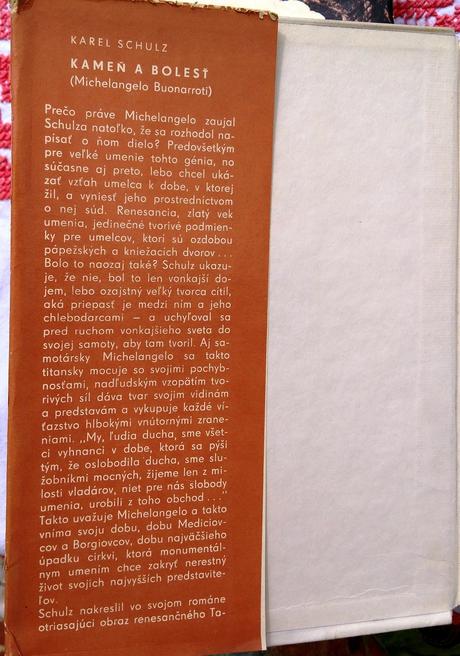 KAREL SCHULZ
KAMEŇ A BOLESŤ
(Michelangelo Buonarroti)
Prečo práve Michelangelo zaujal
Schulza natoľko, že sa rozhodol na-
písať o ňom dielo? Predovšetkým
pre veľké umenie tohto génia, no
súčasne aj preto, lebo chcel uká-
zať vzťah umelca k dobe, v ktorej
žil, a vyniesť jeho prostredníctvom
o nej súd. Renesancia, zlatý vek
umenia, jedinečné tvorivé podmien-
ky pre umelcov, ktorí sú ozdobou
pápežských a kniežacích dvorov...
Bolo to naozaj také? Schulz ukazu-
je, že nie, bol to len vonkajší do-
jem, lebo ozajstný veľký tvorca cítil,
aká priepasť je medzi ním a jeho
chlebodarcami – a uchyľoval sa
pred ruchom vonkajšieho sveta do
svojej samoty, aby tam tvoril. Aj sa-
motársky Michelangelo sa takto
titansky mocuje so svojimi pochyb-
nosťami, nadľudským vzopätím tvo-
rivých síl dáva tvar svojim vidinám
a predstavám a vykupuje každé ví-
ťazstvo hlbokými vnútornými zrane-
niami. „My, ľudia ducha, sme všet-
ci vyhnanci v dobe, ktorá sa pýši
tým, že oslobodila ducha, sme slu-
žobníkmi mocných, žijeme len z mi-
losti vladárov, niet pre nás slobody
umenia, urobili z toho obchod..."
Takto uvažuje Michelangelo a takto
vníma svoju dobu, dobu Mediciov-
cov a Borgiovcov, dobu najväčšieho
úpadku cirkvi, ktorá monumentál-
nym umením chce zakryť nerestný
život svojich najvyšších predstavite-
ľov.
Schulz nakreslil vo svojom románe
otriasajúci obraz renesančného Ta-